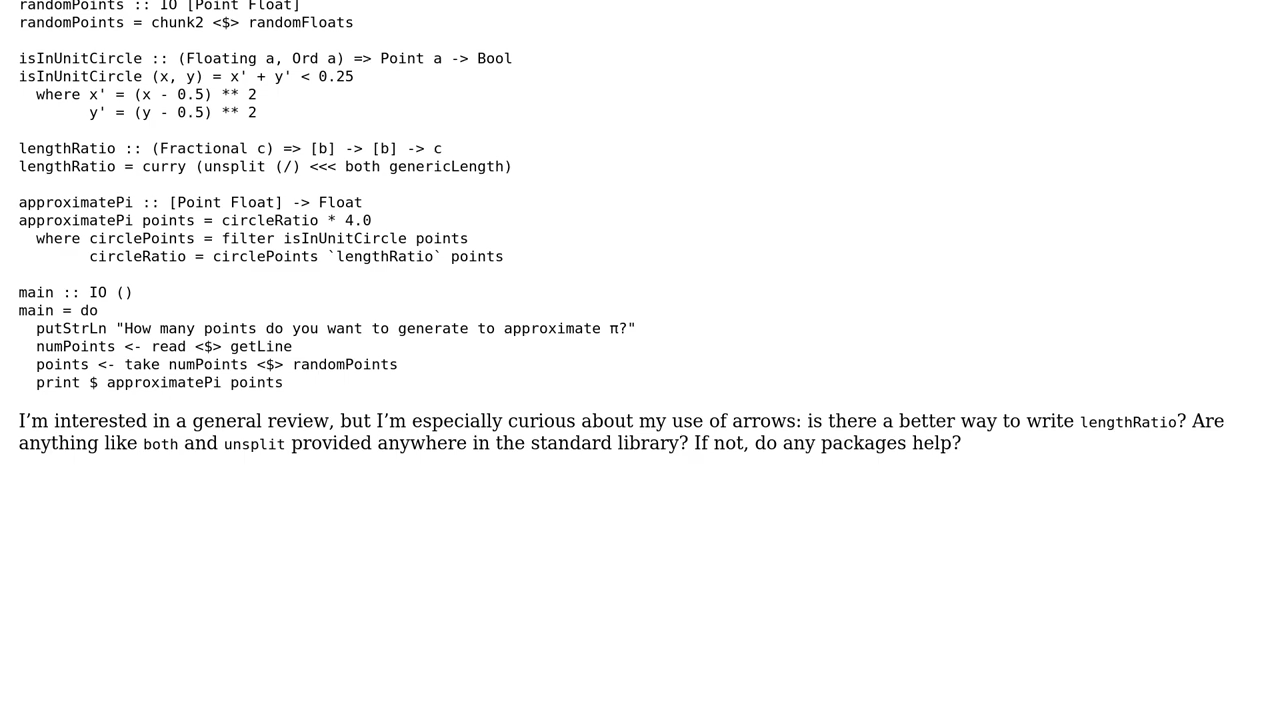 randomPoints :: IO [Point Float]
randomPoints = chunk2 <$> randomFloats

isInUnitCircle :: (Floating a, Ord a) => Point a -> Bool
isInUnitCircle (x, y) = x' + y' < 0.25
  where x' = (x - 0.5) ** 2
        y' = (y - 0.5) ** 2

lengthRatio :: (Fractional c) => [b] -> [b] -> c
lengthRatio = curry (unsplit (/) <<< both genericLength)

approximatePi :: [Point Float] -> Float
approximatePi points = circleRatio * 4.0
  where circlePoints = filter isInUnitCircle points
        circleRatio = circlePoints `lengthRatio` points

main :: IO ()
main = do
  putStrLn "How many points do you want to generate to approximate π?"
  numPoints <- read <$> getLine
  points <- take numPoints <$> randomPoints
  print $ approximatePi points

I’m interested in a general review, but I’m especially curious about my use of arrows: is there a better way to write lengthRatio? Are
anything like both and unsplit provided anywhere in the standard library? If not, do any packages help?